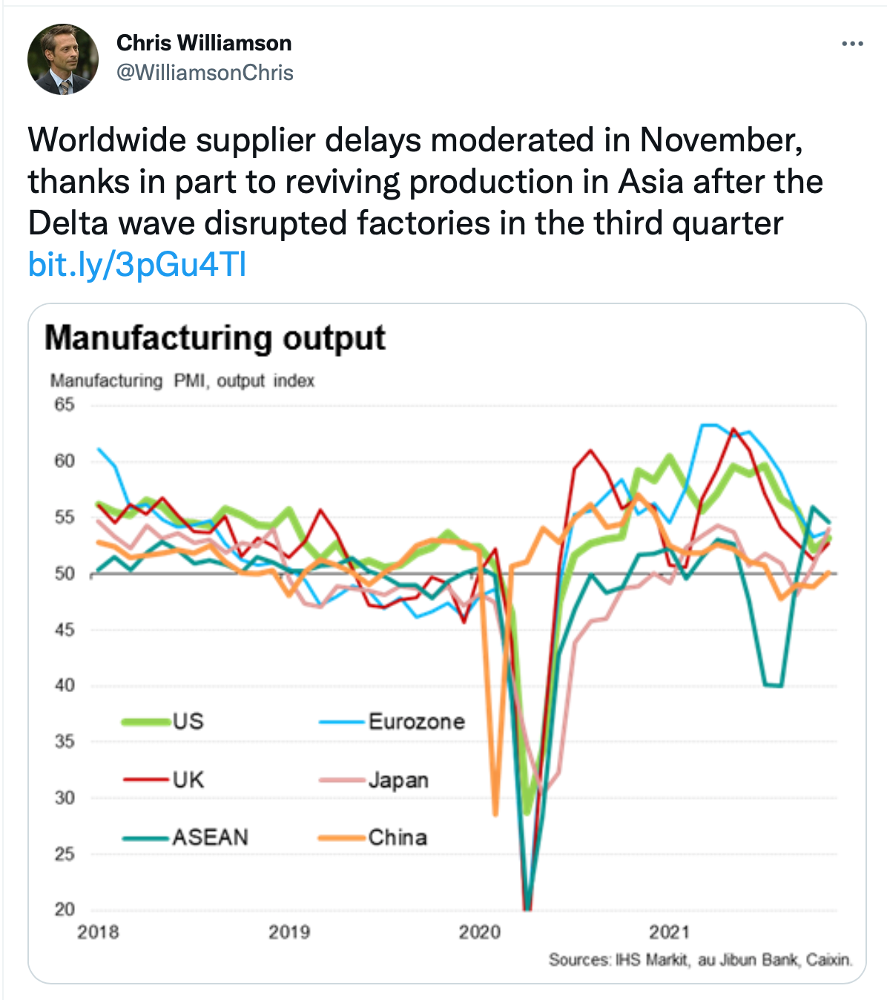 Chris Williamson
@WilliamsonChris
Worldwide supplier delays moderated in November,
thanks in part to reviving production in Asia after the
Delta wave disrupted factories in the third quarter
bit.ly/3pGu4Tl
Manufacturing output
Manufacturing PMI, output index
65
60
55
50
45
40
35
30
25
20
US
Eurozone
UK
Japan
ASEAN
China
2018 2019 2020 2021
Sources: IHS Markit, au Jibun Bank, Caixin.